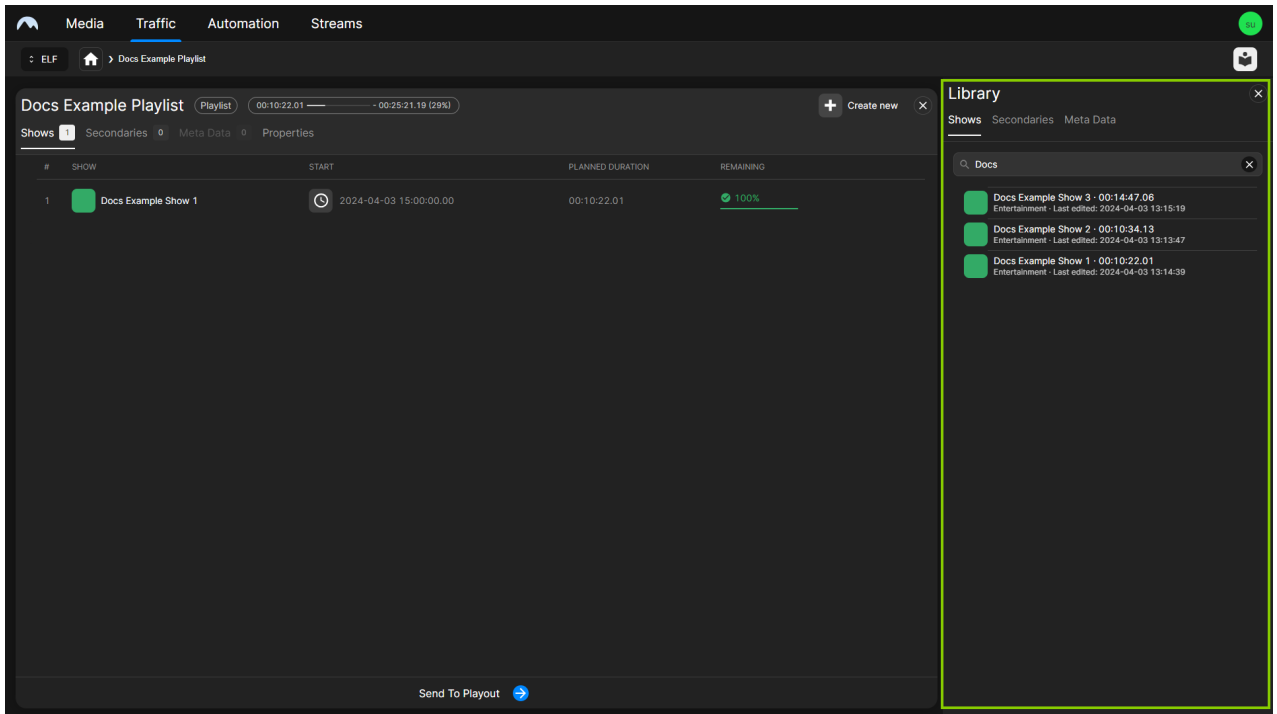 Media Traffic Automation Streams su
ELF > Docs Example Playlist
Docs Example Playlist Playlist 00:10:22.01 - 00:25:21.19 (29%) Create new
Shows 1 Secondaries 0 Meta Data 0 Properties
# SHOW START PLANNED DURATION REMAINING
1 Docs Example Show 1 2024-04-03 15:00:00.00 00:10:22.01 100%
Send To Playout
Library
Shows Secondaries Meta Data
Docs
Docs Example Show 3 · 00:14:47.06
Entertainment · Last edited: 2024-04-03 13:15:19
Docs Example Show 2 · 00:10:34.13
Entertainment · Last edited: 2024-04-03 13:13:47
Docs Example Show 1 · 00:10:22.01
Entertainment · Last edited: 2024-04-03 13:14:39